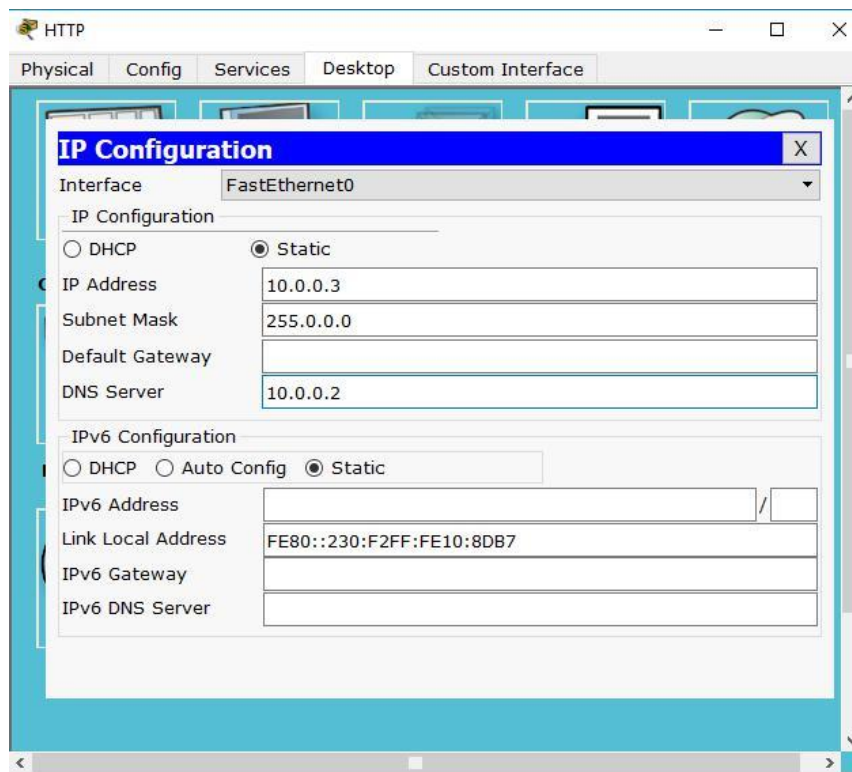 HTTP
Physical Config Services Desktop Custom Interface
IP Configuration X
Interface FastEthernet0
IP Configuration
DHCP Static
IP Address 10.0.0.3
Subnet Mask 255.0.0.0
Default Gateway
DNS Server 10.0.0.2
IPv6 Configuration
DHCP Auto Config Static
IPv6 Address /
Link Local Address FE80::230:F2FF:FE10:8DB7
IPv6 Gateway
IPv6 DNS Server